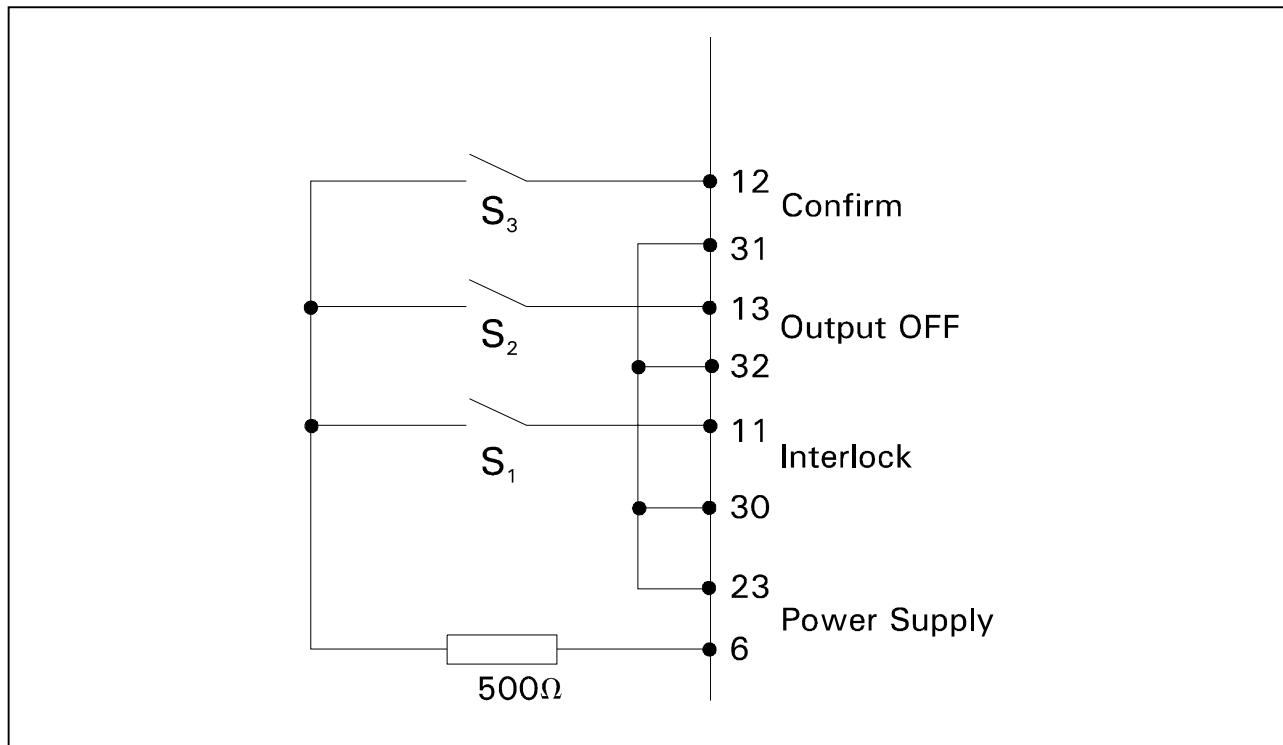 12
Confirm
S₃
31
13
Output OFF
S₂
32
11
Interlock
S₁
30
23
Power Supply
6
500Ω